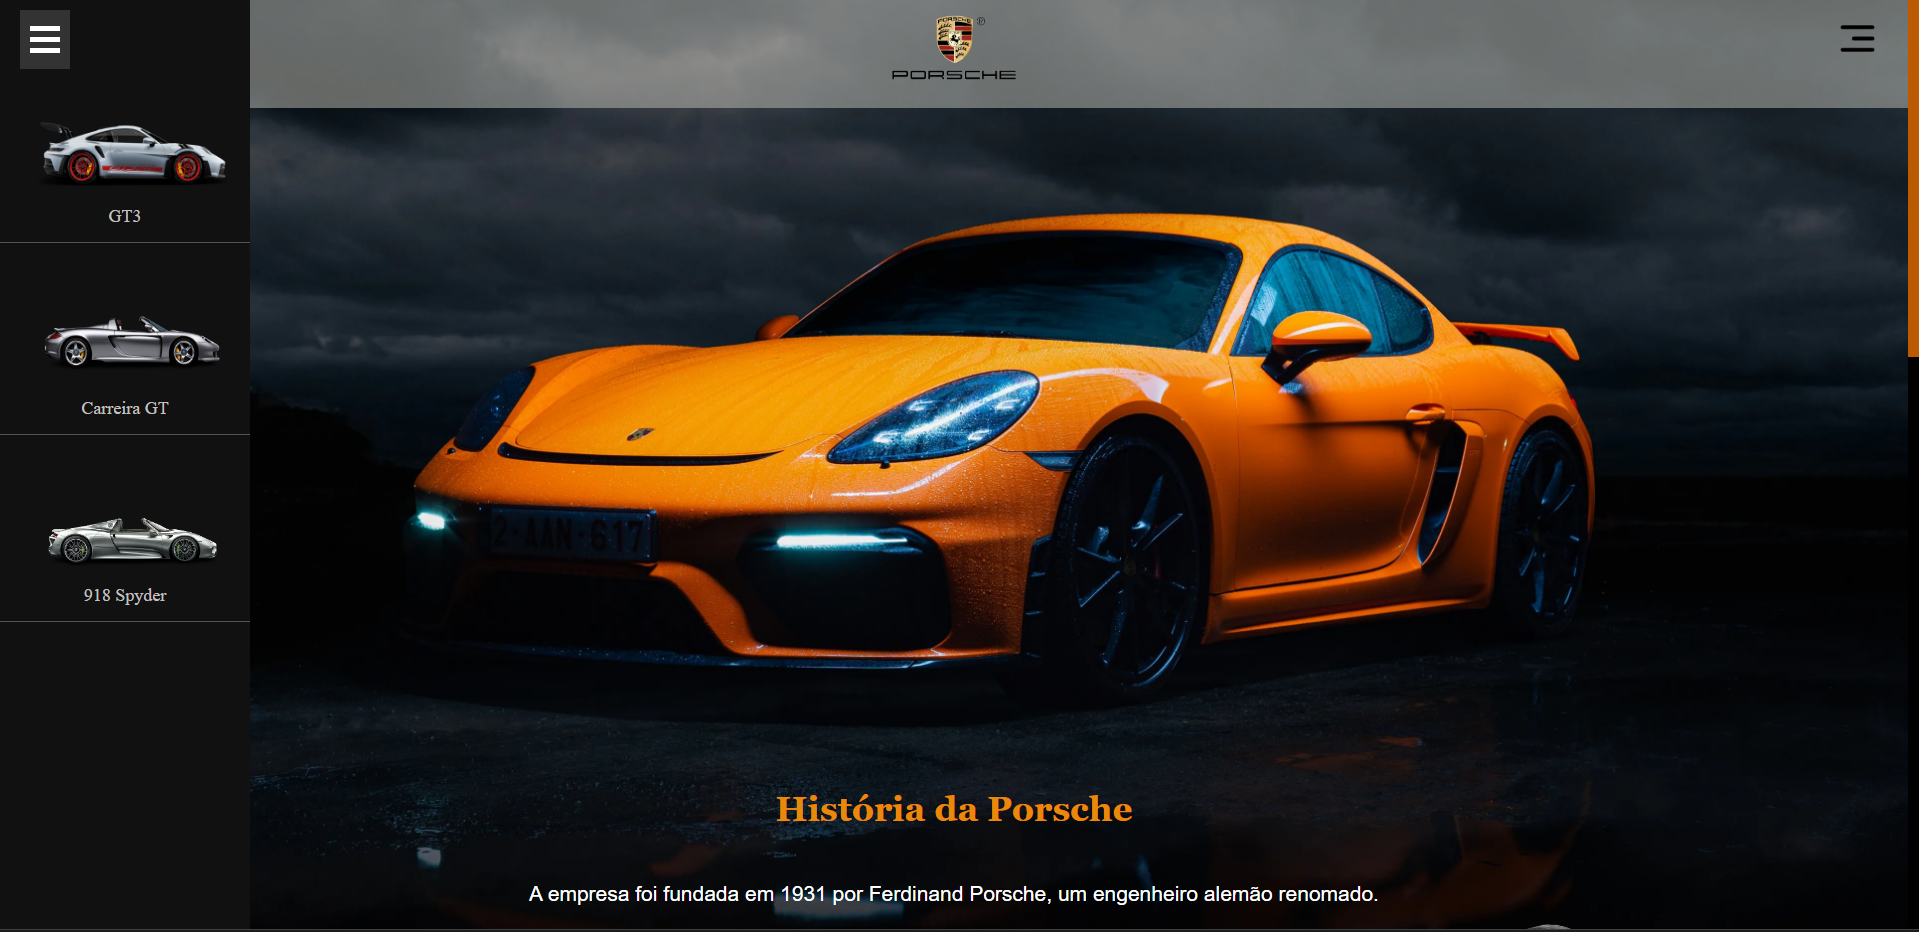 PORSCHE
PORSCHE
GT3
Carreira GT
918 Spyder
2-AAN-617
História da Porsche
A empresa foi fundada em 1931 por Ferdinand Porsche, um engenheiro alemão renomado.